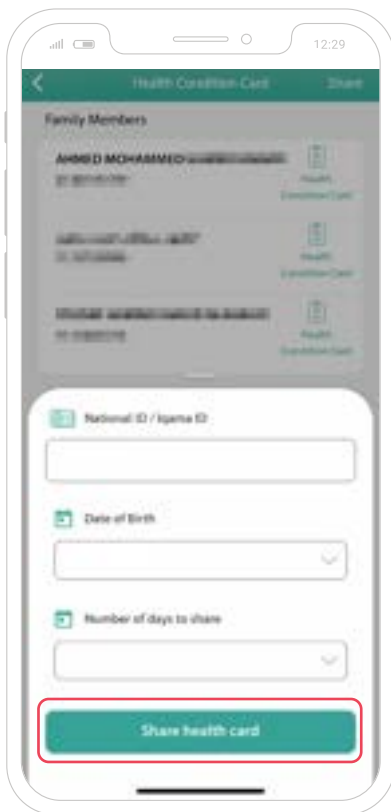 12:29
Health Condition Card
Share
Family Members
AHMED MOHAMMED
Health
Condition Card
Health
Condition Card
Health
Condition Card
National ID / Iqama ID
Date of Birth
Number of days to share
Share health card